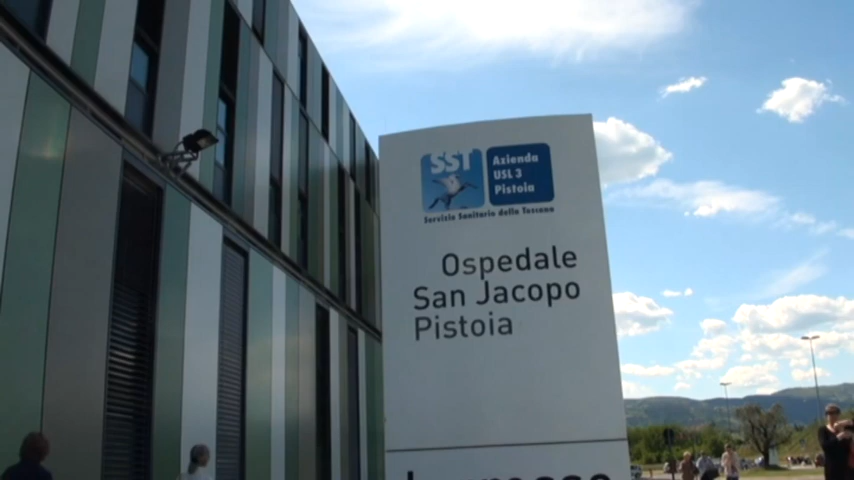 SST
Azienda
USL 3
Pistoia
Servizio Sanitario della Toscana
Ospedale
San Jacopo
Pistoia